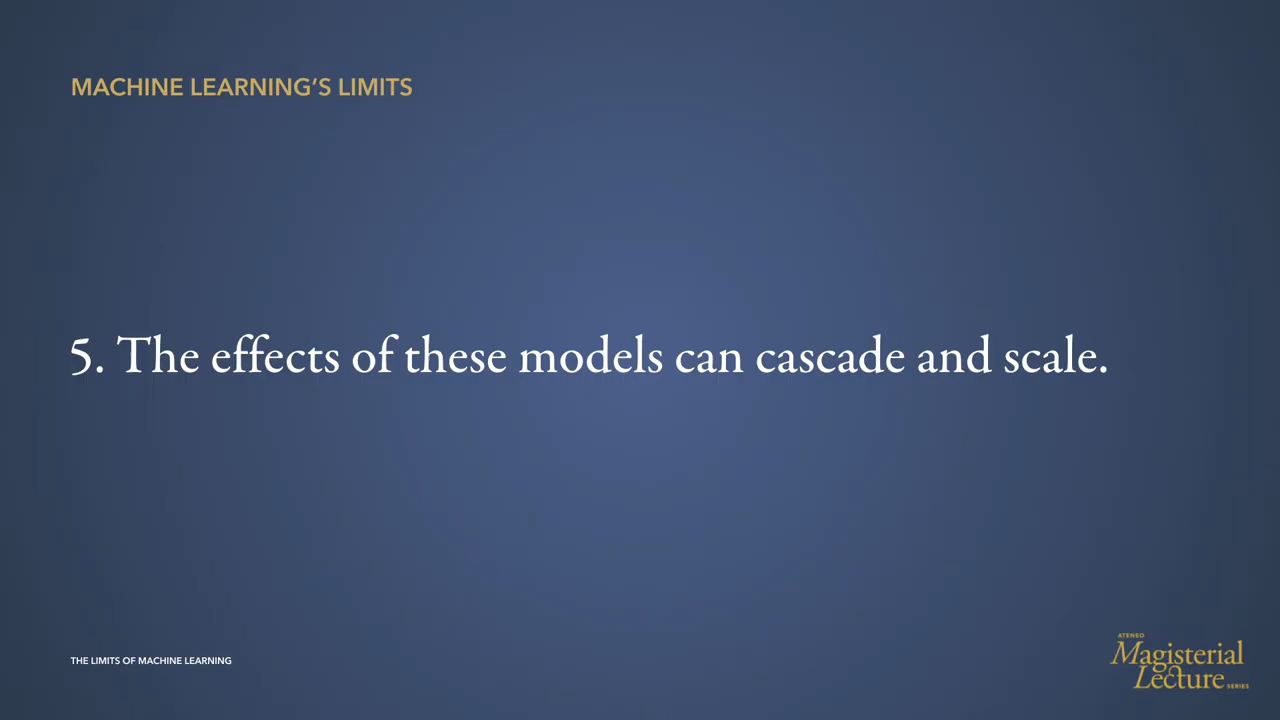 MACHINE LEARNING’S LIMITS
5. The effects of these models can cascade and scale.
THE LIMITS OF MACHINE LEARNING
ATENEO
Magisterial
Lecture SERIES